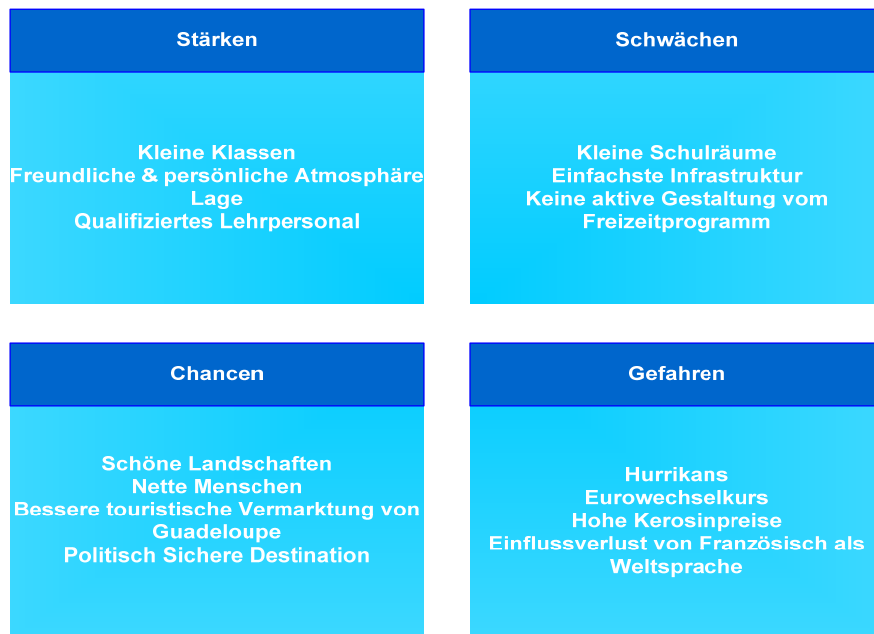 Stärken
Kleine Klassen
Freundliche & persönliche Atmosphäre
Lage
Qualifiziertes Lehrpersonal
Schwächen
Kleine Schulräume
Einfachste Infrastruktur
Keine aktive Gestaltung vom
Freizeitprogramm
Chancen
Schöne Landschaften
Nette Menschen
Bessere touristische Vermarktung von
Guadeloupe
Politisch Sichere Destination
Gefahren
Hurrikans
Eurowechselkurs
Hohe Kerosinpreise
Einflussverlust von Französisch als
Weltsprache